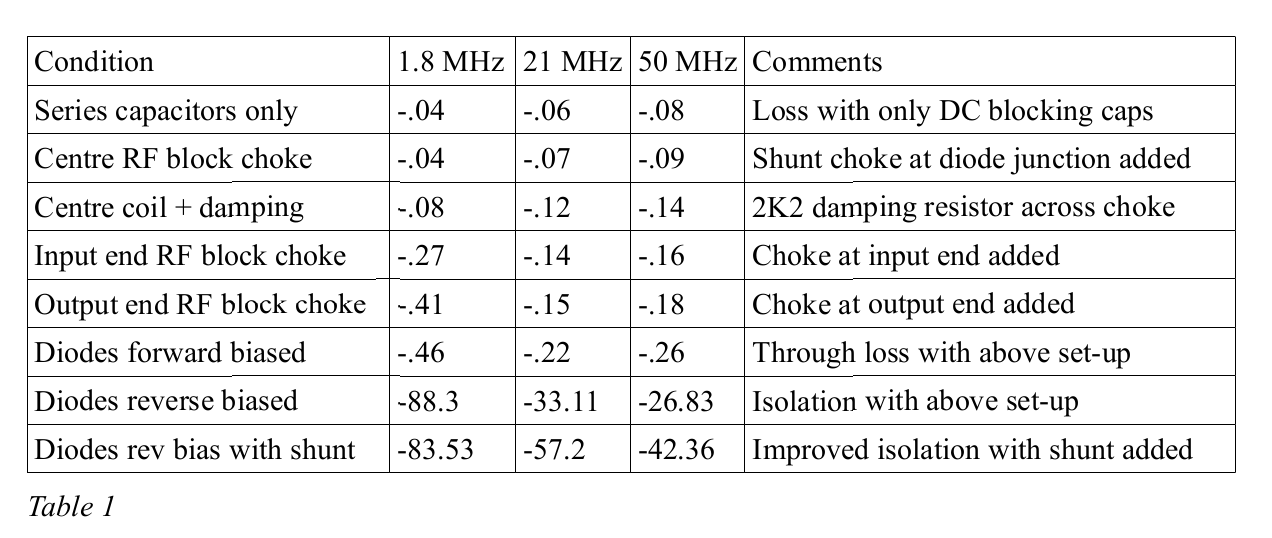 Condition 1.8 MHz 21 MHz 50 MHz Comments
Series capacitors only -.04 -.06 -.08 Loss with only DC blocking caps
Centre RF block choke -.04 -.07 -.09 Shunt choke at diode junction added
Centre coil + damping -.08 -.12 -.14 2K2 damping resistor across choke
Input end RF block choke -.27 -.14 -.16 Choke at input end added
Output end RF block choke -.41 -.15 -.18 Choke at output end added
Diodes forward biased -.46 -.22 -.26 Through loss with above set-up
Diodes reverse biased -88.3 -33.11 -26.83 Isolation with above set-up
Diodes rev bias with shunt -83.53 -57.2 -42.36 Improved isolation with shunt added
Table 1